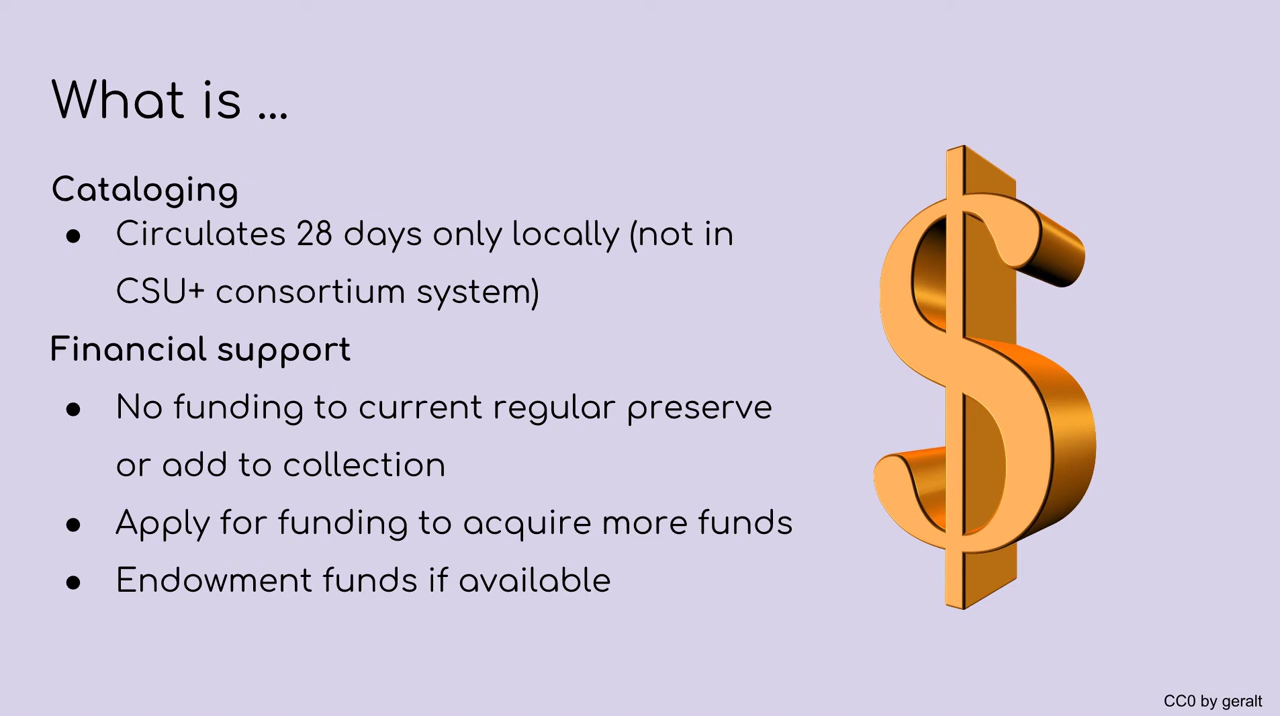 What is ...
Cataloging
● Circulates 28 days only locally (not in
CSU+ consortium system)
Financial support
● No funding to current regular preserve
or add to collection
● Apply for funding to acquire more funds
● Endowment funds if available
CC0 by geralt